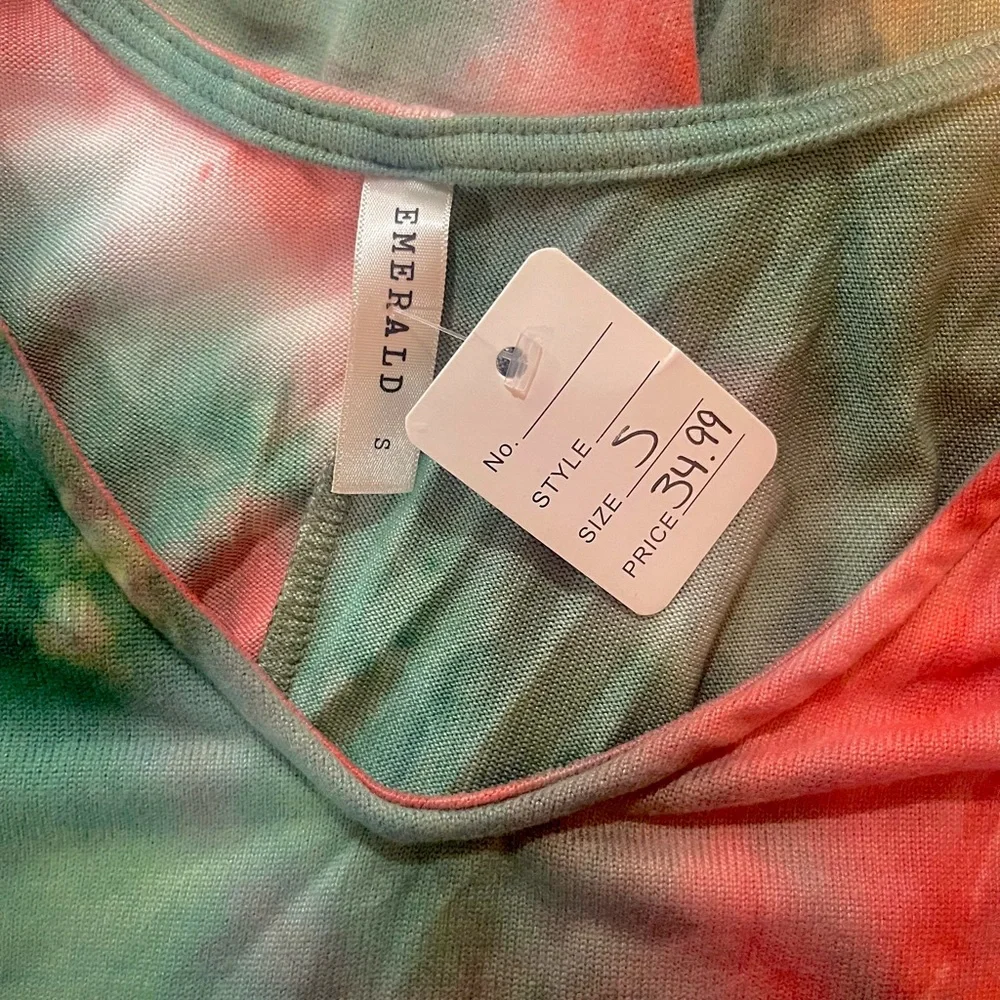 EMERALD
S
No.
STYLE
SIZE S
PRICE 34.99